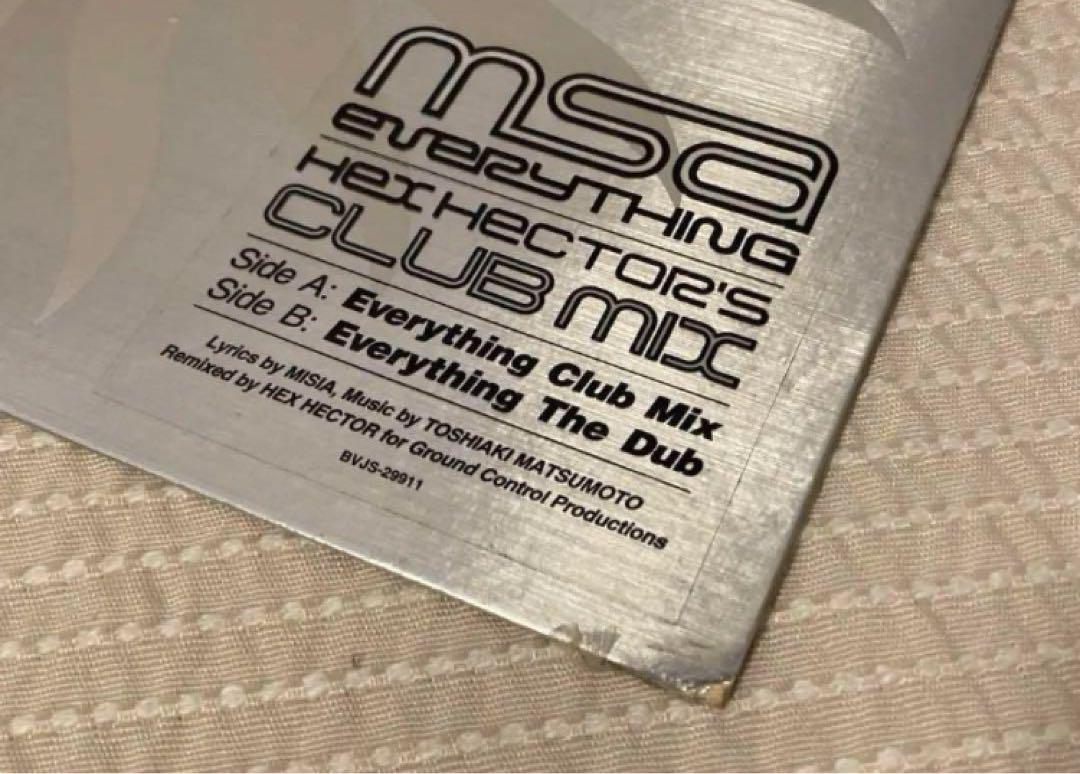 msa
EVERYTHING
HEX HECTOR'S
CLUB MIX
Side A: Everything Club Mix
Side B: Everything The Dub
Lyrics by MISIA, Music by TOSHIAKI MATSUMOTO
Remixed by HEX HECTOR for Ground Control Productions
BVJS-29911